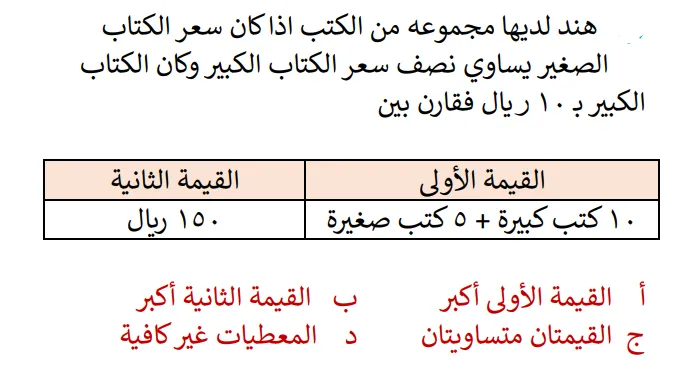 هند لديها مجموعه من الكتب اذا كان سعر الكتاب
الصغير يساوي نصف سعر الكتاب الكبير وكان الكتاب
الكبير بـ ١٠ ريال فقارن بين
القيمة الأولى القيمة الثانية
١٠ كتب كبيرة + ٥ كتب صغيرة ١٥٠ ريال
أ القيمة الأولى أكبر ب القيمة الثانية أكبر
ج القيمتان متساويتان د المعطيات غير كافية